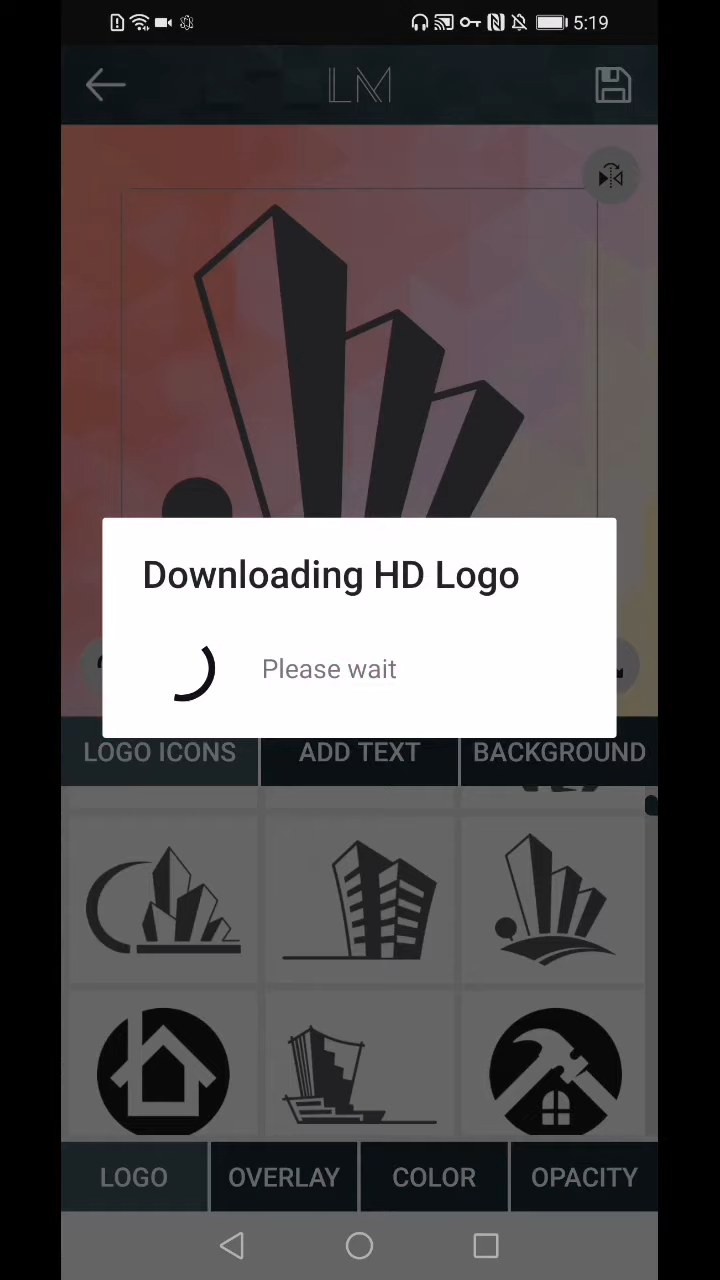 5:19
LM
Downloading HD Logo
Please wait
LOGO ICONS
ADD TEXT
BACKGROUND
LOGO
OVERLAY
COLOR
OPACITY